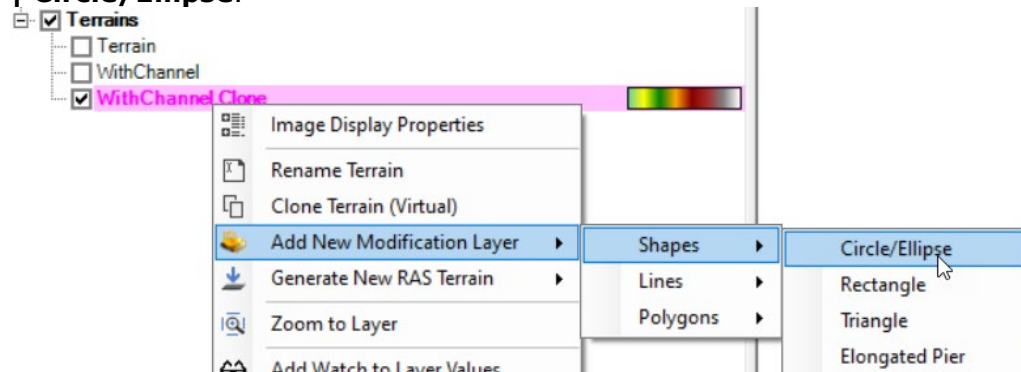 | Circle/Ellipse.
Terrains
Terrain
WithChannel
WithChannel Clone
Image Display Properties
Rename Terrain
Clone Terrain (Virtual)
Add New Modification Layer
Shapes
Circle/Ellipse
Generate New RAS Terrain
Lines
Rectangle
Zoom to Layer
Polygons
Triangle
Add Watch to Layer Values
Elongated Pier